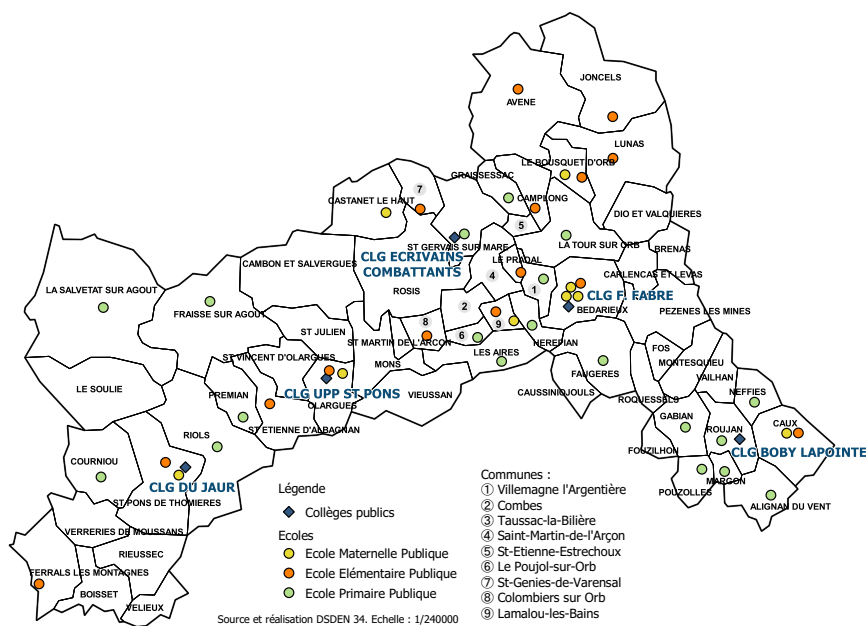 JONCELS
AVENE
LUNAS
LE BOUSQUET D'ORB
GRAISSESSAC
7
CASTANET LE HAUT
CAMPLONG
DIO ET VALQUIERES
5
ST GERVAIS SUR MARE
LA TOUR SUR ORB
CLG ECRIVAINS
COMBATTANTS
BRENAS
LE PRADAL
CAMBON ET SALVERGUES
4
CARLENCAS ET LEVAS
LA SALVETAT SUR AGOUT
ROSIS
1
CLG F. FABRE
FRAISSE SUR AGOUT
2
BEDARIEUX
PEZENES LES MINES
8
ST JULIEN
6
9
HEREPIAN
ST MARTIN DE L'ARCON
FOS
ST VINCENT D'OLARGUES
LES AIRES
MONS
MONTESQUIEU
FAUGERES
VAILHAN
LE SOULIE
CLG UPP ST PONS
VIEUSSAN
CAUSSINIOJOULS
ROQUESSELS
NEFFIES
PREMIAN
OLARGUES
GABIAN
CAUX
ST ETIENNE D'ALBAGNAN
ROUJAN
RIOLS
FOUZILHON
CLG BOBY LAPOINTE
COURNIOU
CLG DU JAUR
MARGON
POUZOLLES
ALIGNAN DU VENT
ST PONS DE THOMIERES
VERRERIES DE MOUSSANS
RIEUSSEC
FERRALS LES MONTAGNES
BOISSET
VELIEUX
Légende
Collèges publics
Ecoles
Ecole Maternelle Publique
Ecole Elémentaire Publique
Ecole Primaire Publique
Source et réalisation DSDEN 34. Echelle : 1/240000
Communes :
1 Villemagne l'Argentière
2 Combes
3 Taussac-la-Bilière
4 Saint-Martin-de-l'Arçon
5 St-Etienne-Estrechoux
6 Le Poujol-sur-Orb
7 St-Genies-de-Varensal
8 Colombiers sur Orb
9 Lamalou-les-Bains